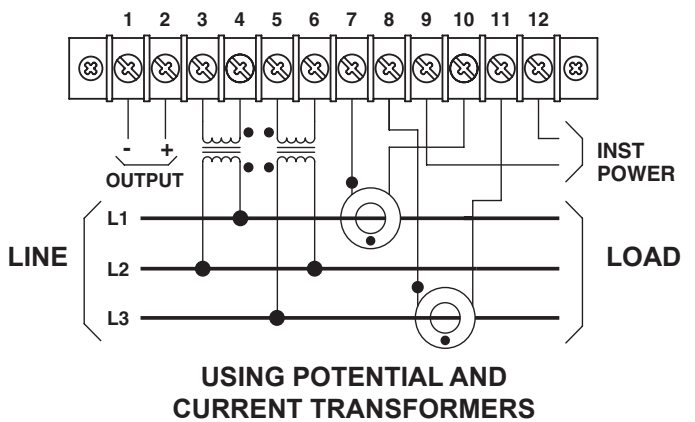 1 2 3 4 5 6 7 8 9 10 11 12
- +
OUTPUT
INST
POWER
LINE
L1
L2
L3
LOAD
USING POTENTIAL AND
CURRENT TRANSFORMERS